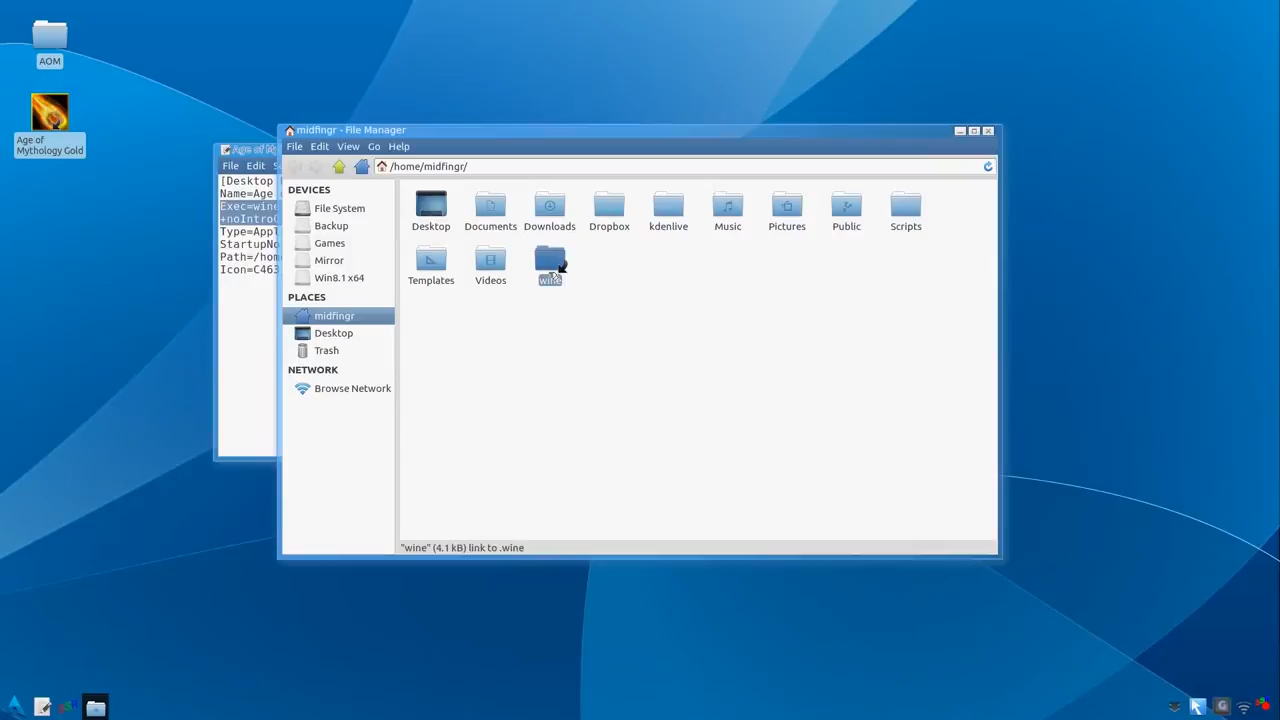 AOM
Age of
Mythology Gold
midfingr - File Manager
File Edit View Go Help
/home/midfingr/
DEVICES
File System
Backup
Games
Mirror
Win8.1 x64
PLACES
midfingr
Desktop
Trash
NETWORK
Browse Network
Desktop Documents Downloads Dropbox kdenlive Music Pictures Public Scripts
Templates Videos wine
"wine" (4.1 kB) link to .wine
Age of
File Edit
[Desktop
Name=Age
Exec=wine
+noIntro
Type=Appl
StartupNo
Path=/hom
Icon=C463